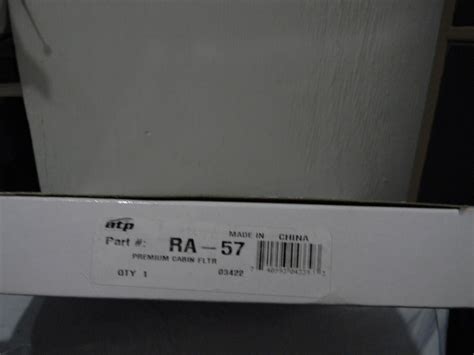 atp
MADE IN CHINA
Part #: RA-57
PREMIUM CABIN FLTR
QTY 1 03422